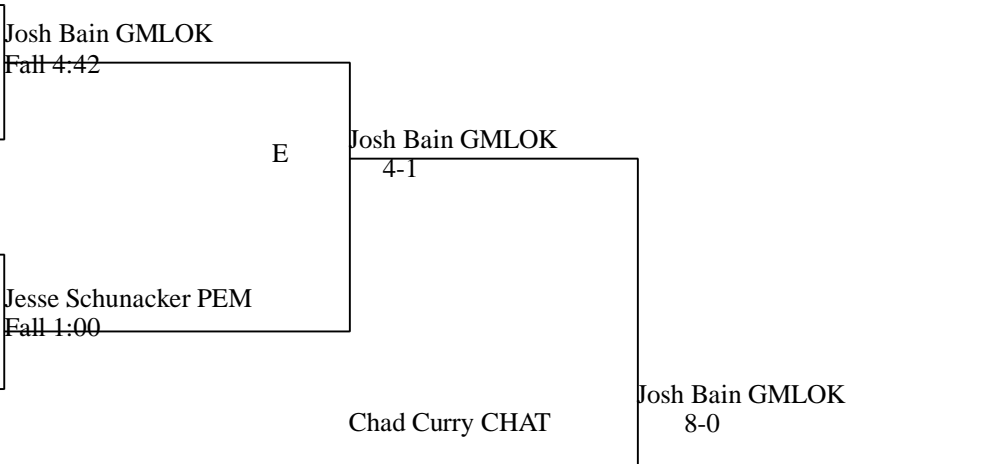 Josh Bain GMLOK
Fall 4:42
E
Josh Bain GMLOK
4-1
Jesse Schunacker PEM
Fall 1:00
Josh Bain GMLOK
Chad Curry CHAT
8-0